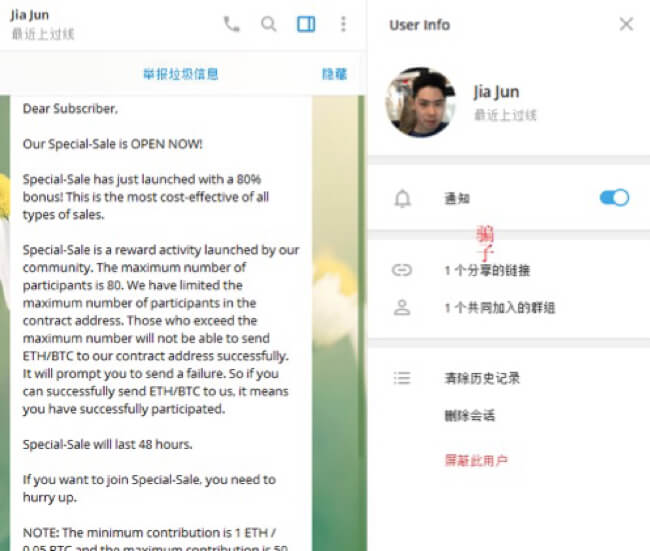 Jia Jun
最近上过线
举报垃圾信息
隐藏
Dear Subscriber,
Our Special-Sale is OPEN NOW!
Special-Sale has just launched with a 80%
bonus! This is the most cost-effective of all
types of sales.
Special-Sale is a reward activity launched by our
community. The maximum number of
participants is 80. We have limited the
maximum number of participants in the
contract address. Those who exceed the
maximum number will not be able to send
ETH/BTC to our contract address successfully.
It will prompt you to send a failure. So if you
can successfully send ETH/BTC to us, it means
you have successfully participated.
Special-Sale will last 48 hours.
If you want to join Special-Sale, you need to
hurry up.
NOTE: The minimum contribution is 1 ETH /
0.05 BTC and the maximum contribution is 50
User Info
Jia Jun
最近上过线
通知
骗子
1 个分享的链接
1 个共同加入的群组
清除历史记录
删除会话
屏蔽此用户